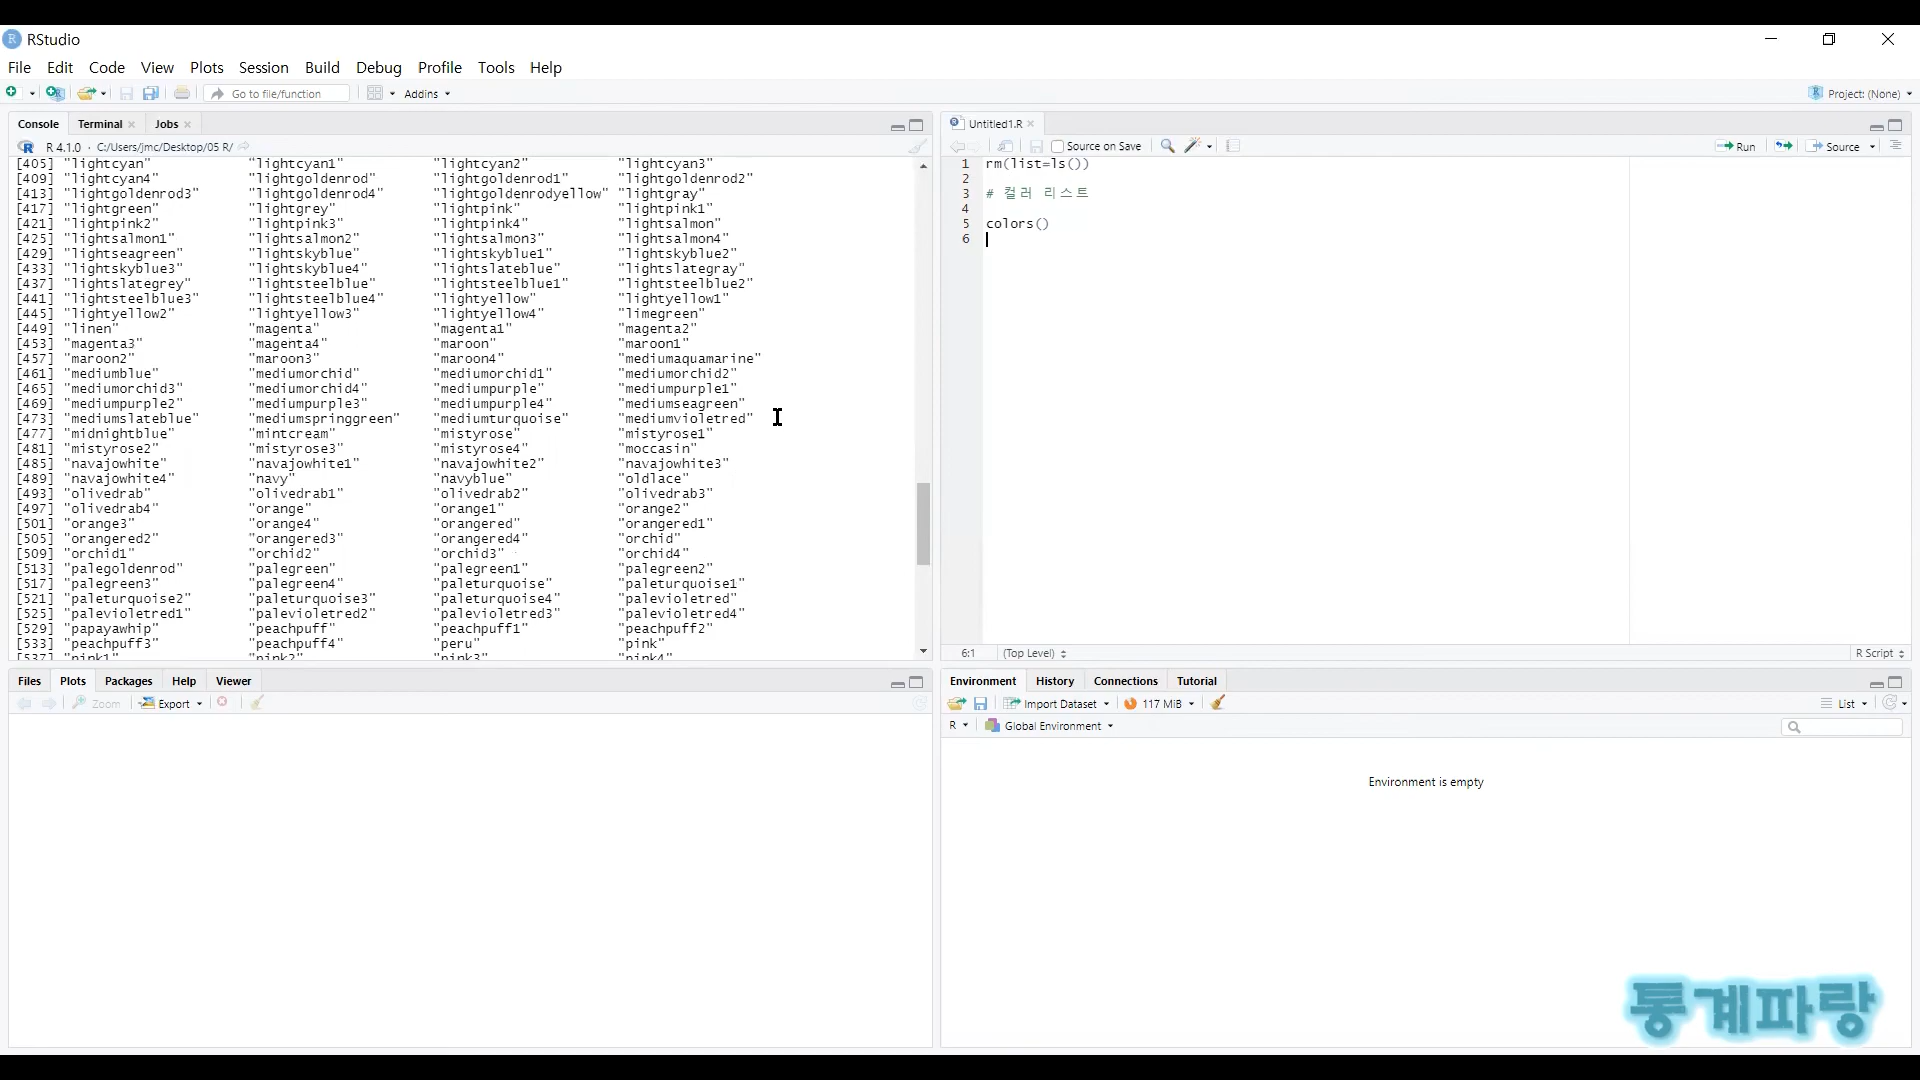 RStudio
File Edit Code View Plots Session Build Debug Profile Tools Help
Go to file/function Addins Project: (None)
Console Terminal Jobs
R 4.1.0 · C:/Users/jmc/Desktop/05 R/
[405] "lightcyan" "lightcyan1" "lightcyan2" "lightcyan3"
[409] "lightcyan4" "lightgoldenrod" "lightgoldenrod1" "lightgoldenrod2"
[413] "lightgoldenrod3" "lightgoldenrod4" "lightgoldenrodyellow" "lightgray"
[417] "lightgreen" "lightgrey" "lightpink" "lightpink1"
[421] "lightpink2" "lightpink3" "lightpink4" "lightsalmon"
[425] "lightsalmon1" "lightsalmon2" "lightsalmon3" "lightsalmon4"
[429] "lightseagreen" "lightskyblue" "lightskyblue1" "lightskyblue2"
[433] "lightskyblue3" "lightskyblue4" "lightslateblue" "lightslategray"
[437] "lightslategrey" "lightsteelblue" "lightsteelblue1" "lightsteelblue2"
[441] "lightsteelblue3" "lightsteelblue4" "lightyellow" "lightyellow1"
[445] "lightyellow2" "lightyellow3" "lightyellow4" "limegreen"
[449] "linen" "magenta" "magenta1" "magenta2"
[453] "magenta3" "magenta4" "maroon" "maroon1"
[457] "maroon2" "maroon3" "maroon4" "mediumaquamarine"
[461] "mediumblue" "mediumorchid" "mediumorchid1" "mediumorchid2"
[465] "mediumorchid3" "mediumorchid4" "mediumpurple" "mediumpurple1"
[469] "mediumpurple2" "mediumpurple3" "mediumpurple4" "mediumseagreen"
[473] "mediumslateblue" "mediumspringgreen" "mediumturquoise" "mediumvioletred"
[477] "midnightblue" "mintcream" "mistyrose" "mistyrose1"
[481] "mistyrose2" "mistyrose3" "mistyrose4" "moccasin"
[485] "navajowhite" "navajowhite1" "navajowhite2" "navajowhite3"
[489] "navajowhite4" "navy" "navyblue" "oldlace"
[493] "olivedrab" "olivedrab1" "olivedrab2" "olivedrab3"
[497] "olivedrab4" "orange" "orange1" "orange2"
[501] "orange3" "orange4" "orangered" "orangered1"
[505] "orangered2" "orangered3" "orangered4" "orchid"
[509] "orchid1" "orchid2" "orchid3" "orchid4"
[513] "palegoldenrod" "palegreen" "palegreen1" "palegreen2"
[517] "palegreen3" "palegreen4" "paleturquoise" "paleturquoise1"
[521] "paleturquoise2" "paleturquoise3" "paleturquoise4" "palevioletred"
[525] "palevioletred1" "palevioletred2" "palevioletred3" "palevioletred4"
[529] "papayawhip" "peachpuff" "peachpuff1" "peachpuff2"
[533] "peachpuff3" "peachpuff4" "peru" "pink"
[537] "pink1" "pink2" "pink3" "pink4"
Untitled1.R
Source on Save Run Source
1 rm(list=ls())
2
3 # 컬러 리스트
4
5 colors()
6
6:1 (Top Level) R Script
Files Plots Packages Help Viewer
Zoom Export
Environment History Connections Tutorial
Import Dataset 117 MiB List
R Global Environment
Environment is empty
통계파랑